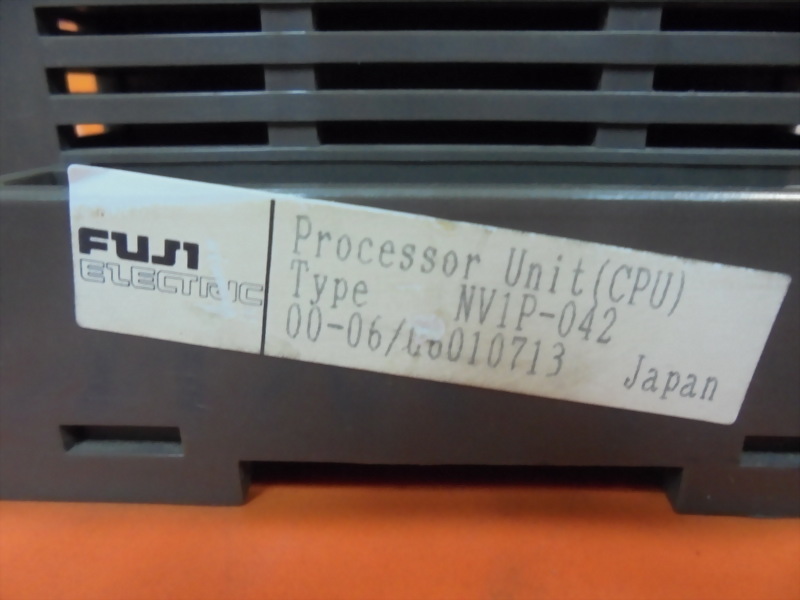 FUJI
ELECTRIC
Processor Unit(CPU)
Type NV1P-042
Japan